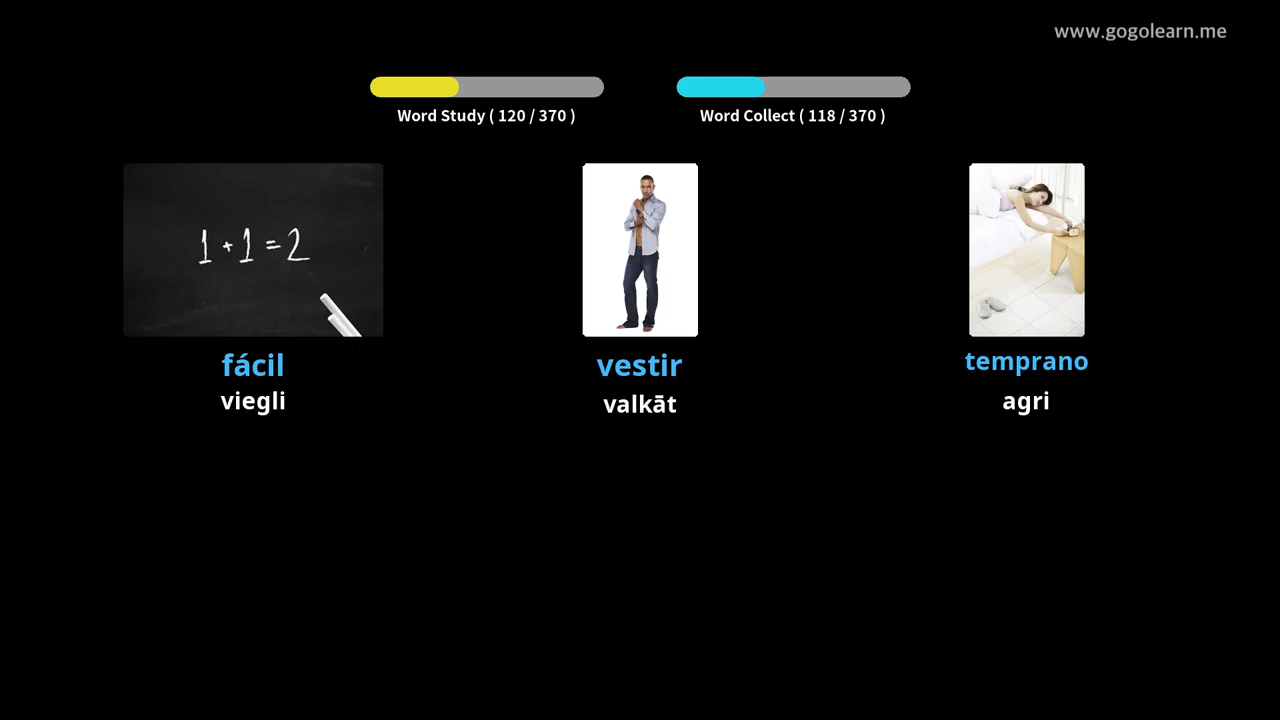 www.gogolearn.me
Word Study ( 120 / 370 )
Word Collect ( 118 / 370 )
1 + 1 = 2
fácil
viegli
vestir
valkāt
temprano
agri